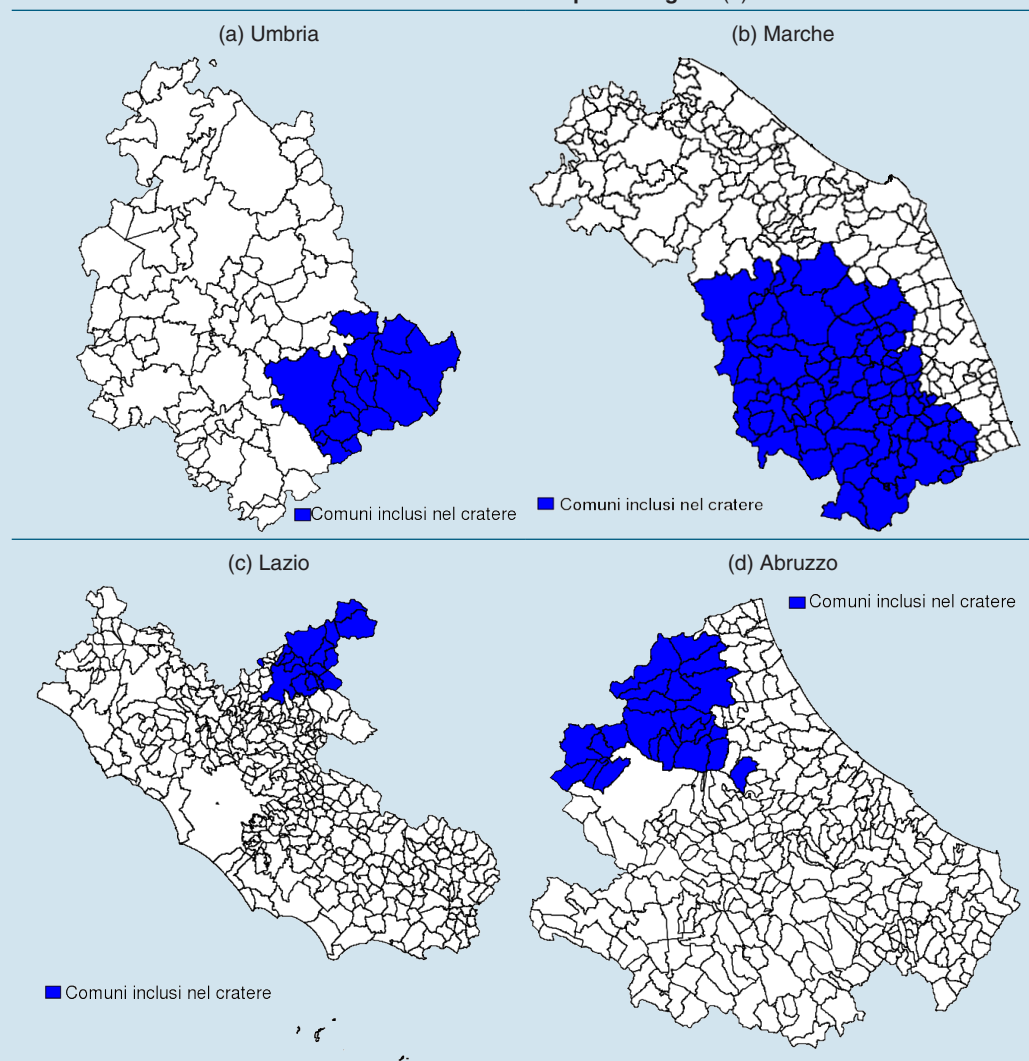 (a) Umbria
(b) Marche
Comuni inclusi nel cratere
Comuni inclusi nel cratere
(c) Lazio
(d) Abruzzo
Comuni inclusi nel cratere
Comuni inclusi nel cratere